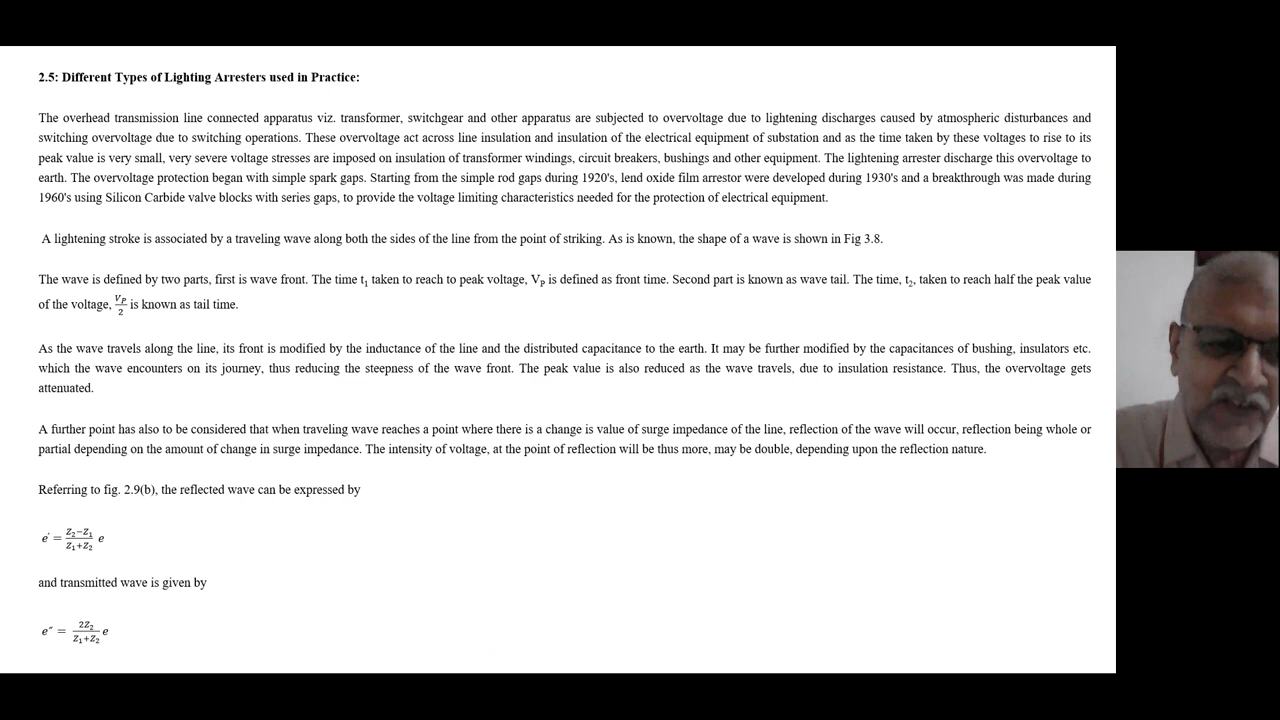 2.5: Different Types of Lighting Arresters used in Practice:
The overhead transmission line connected apparatus viz. transformer, switchgear and other apparatus are subjected to overvoltage due to lightening discharges caused by atmospheric disturbances and
switching overvoltage due to switching operations. These overvoltage act across line insulation and insulation of the electrical equipment of substation and as the time taken by these voltages to rise to its
peak value is very small, very severe voltage stresses are imposed on insulation of transformer windings, circuit breakers, bushings and other equipment. The lightening arrester discharge this overvoltage to
earth. The overvoltage protection began with simple spark gaps. Starting from the simple rod gaps during 1920's, lend oxide film arrestor were developed during 1930's and a breakthrough was made during
1960's using Silicon Carbide valve blocks with series gaps, to provide the voltage limiting characteristics needed for the protection of electrical equipment.
A lightening stroke is associated by a traveling wave along both the sides of the line from the point of striking. As is known, the shape of a wave is shown in Fig 3.8.
The wave is defined by two parts, first is wave front. The time t₁ taken to reach to peak voltage, Vₚ is defined as front time. Second part is known as wave tail. The time, t₂, taken to reach half the peak value
of the voltage, Vₚ/2 is known as tail time.
As the wave travels along the line, its front is modified by the inductance of the line and the distributed capacitance to the earth. It may be further modified by the capacitances of bushing, insulators etc.
which the wave encounters on its journey, thus reducing the steepness of the wave front. The peak value is also reduced as the wave travels, due to insulation resistance. Thus, the overvoltage gets
attenuated.
A further point has also to be considered that when traveling wave reaches a point where there is a change is value of surge impedance of the line, reflection of the wave will occur, reflection being whole or
partial depending on the amount of change in surge impedance. The intensity of voltage, at the point of reflection will be thus more, may be double, depending upon the reflection nature.
Referring to fig. 2.9(b), the reflected wave can be expressed by
e′ = (Z₂−Z₁)/(Z₁+Z₂) e
and transmitted wave is given by
e″ = 2Z₂/(Z₁+Z₂) e